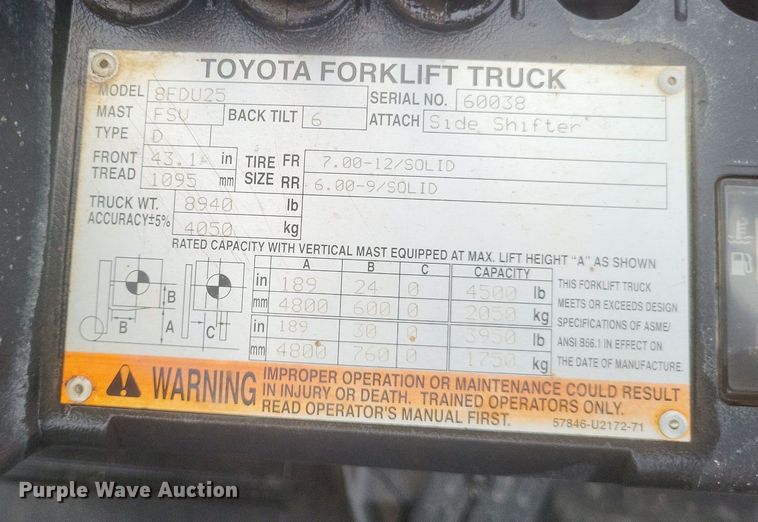 TOYOTA FORKLIFT TRUCK
MODEL 8FDU25 SERIAL NO. 60038
MAST FSV BACK TILT 6 ATTACH Side Shifter
TYPE D
FRONT TREAD 43.1 in 1095 mm
TIRE SIZE FR 7.00-12/SOLID
RR 6.00-9/SOLID
TRUCK WT. 8940 lb
ACCURACY±5% 4050 kg
RATED CAPACITY WITH VERTICAL MAST EQUIPPED AT MAX. LIFT HEIGHT "A" AS SHOWN
A B C CAPACITY
in 189 24 0 4500 lb
mm 4800 600 0 2050 kg
in 189 30 0 3950 lb
mm 4800 760 0 1750 kg
B B A C
THIS FORKLIFT TRUCK
MEETS OR EXCEEDS DESIGN
SPECIFICATIONS OF ASME/
ANSI B56.1 IN EFFECT ON
THE DATE OF MANUFACTURE.
WARNING
IMPROPER OPERATION OR MAINTENANCE COULD RESULT
IN INJURY OR DEATH. TRAINED OPERATORS ONLY.
READ OPERATOR'S MANUAL FIRST.
57846-U2172-71
Purple Wave Auction